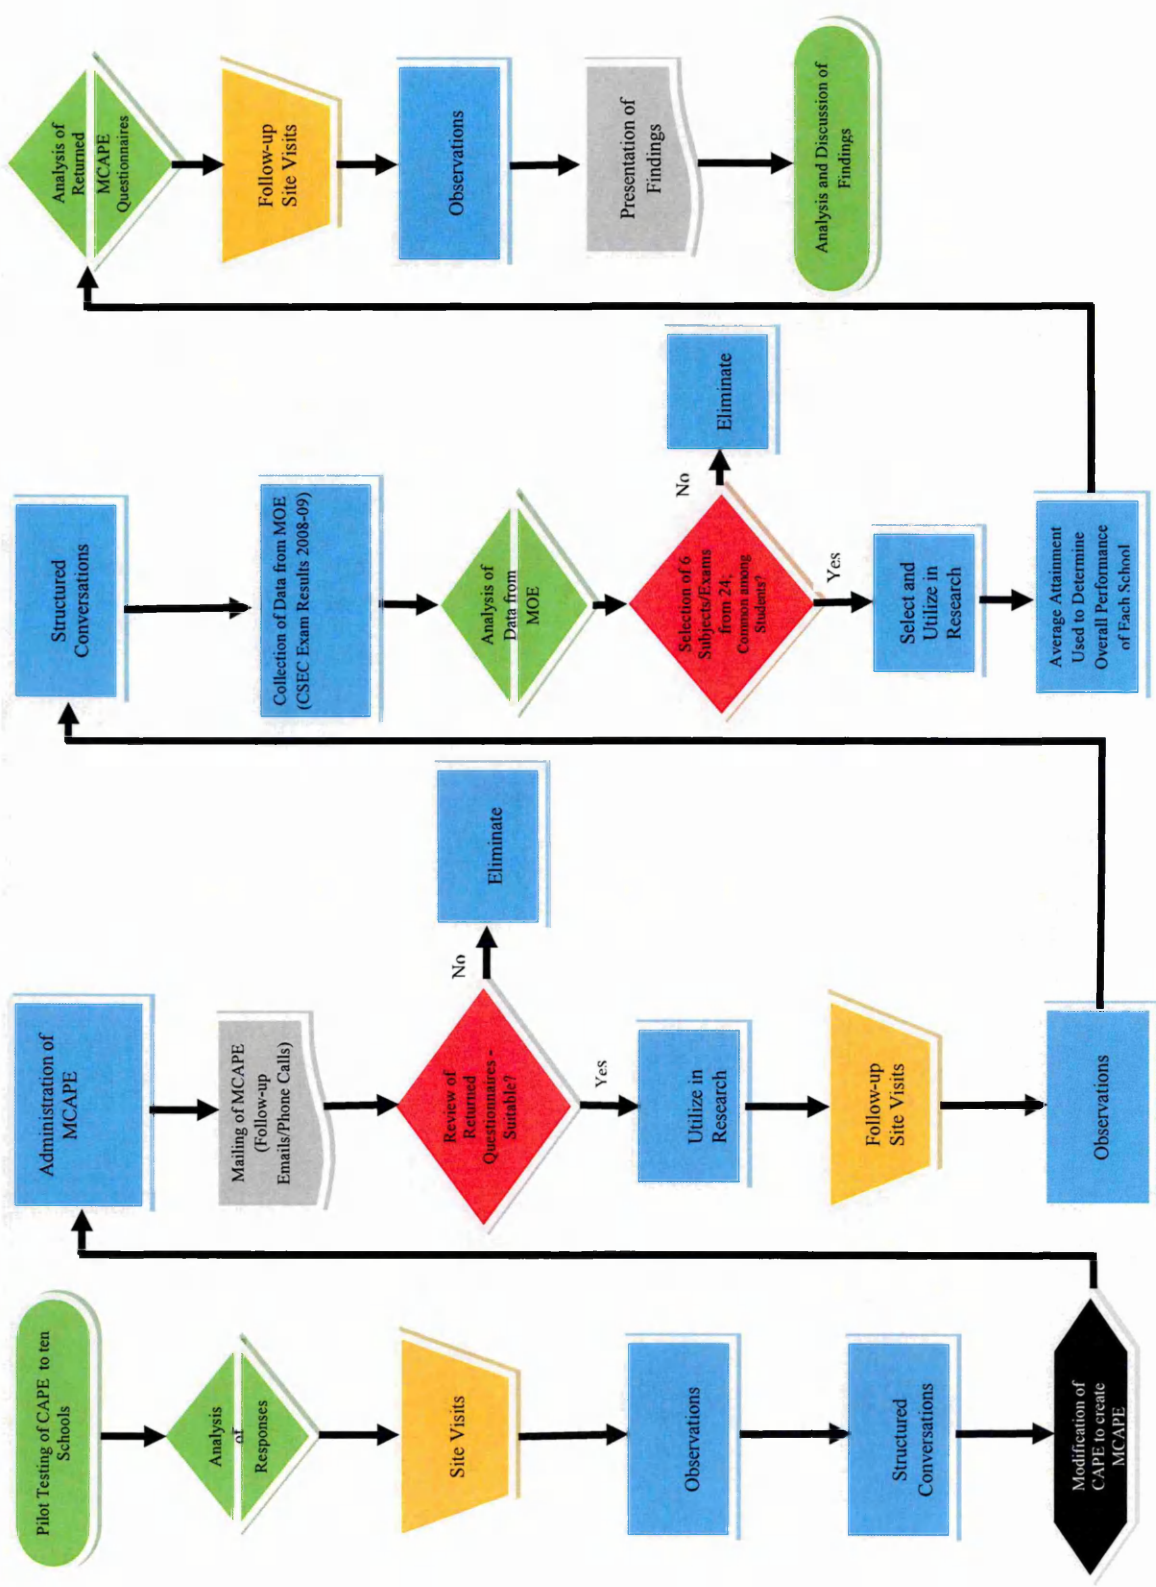 Pilot Testing of CAPE to ten
Schools
Analysis
of
Responses
Site Visits
Observations
Structured
Conversations
Modification of
CAPE to create
MCAPE
Administration of
MCAPE
Mailing of MCAPE
(Follow-up
Emails/Phone Calls)
Review of
Returned
Questionnaires -
Suitable?
No
Eliminate
Yes
Utilize in
Research
Follow-up
Site Visits
Observations
Structured
Conversations
Collection of Data from MOE
(CSEC Exam Results 2008-09)
Analysis of
Data from
MOE
Selection of 6
Subjects/Exams
from 24,
Common among
Students?
No
Eliminate
Yes
Select and
Utilize in
Research
Average Attainment
Used to Determine
Overall Performance
of Each School
Analysis of
Returned
MCAPE
Questionnaires
Follow-up
Site Visits
Observations
Presentation of
Findings
Analysis and Discussion of
Findings